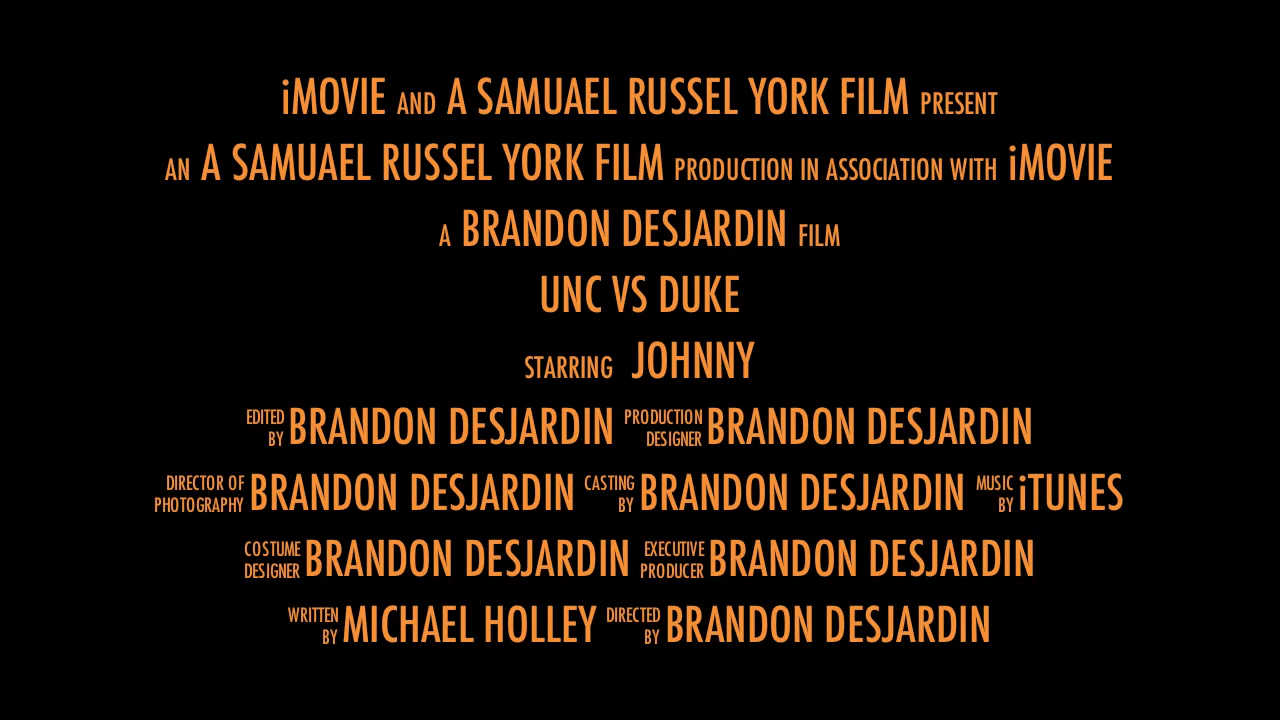 iMOVIE AND A SAMUAEL RUSSEL YORK FILM PRESENT
AN A SAMUAEL RUSSEL YORK FILM PRODUCTION IN ASSOCIATION WITH iMOVIE
A BRANDON DESJARDIN FILM
UNC VS DUKE
STARRING JOHNNY
EDITED BY BRANDON DESJARDIN PRODUCTION DESIGNER BRANDON DESJARDIN
DIRECTOR OF PHOTOGRAPHY BRANDON DESJARDIN CASTING BY BRANDON DESJARDIN MUSIC BY iTUNES
COSTUME DESIGNER BRANDON DESJARDIN EXECUTIVE PRODUCER BRANDON DESJARDIN
WRITTEN BY MICHAEL HOLLEY DIRECTED BY BRANDON DESJARDIN